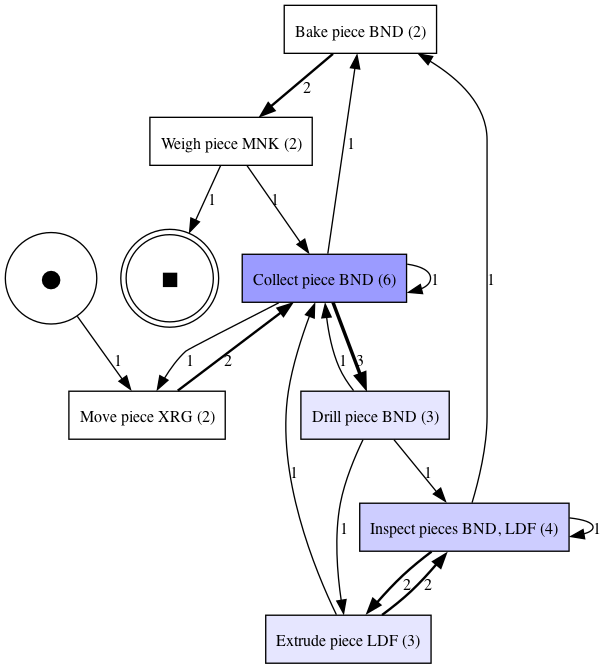 Bake piece BND (2)
2
Weigh piece MNK (2)
1
1
1
Collect piece BND (6)
1
1
1
2
1
3
Move piece XRG (2)
Drill piece BND (3)
1
1
1
1
Inspect pieces BND, LDF (4)
1
2
2
Extrude piece LDF (3)